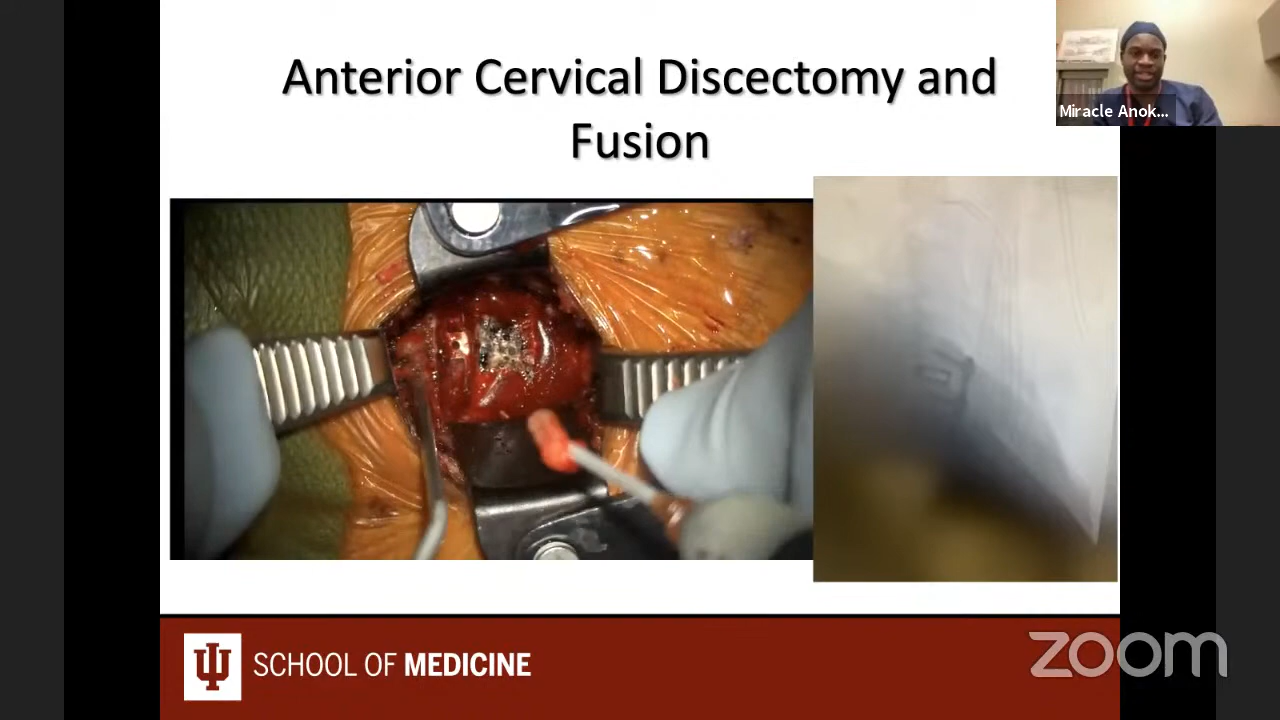 Anterior Cervical Discectomy and
Fusion
Miracle Anok...
SCHOOL OF MEDICINE
zoom